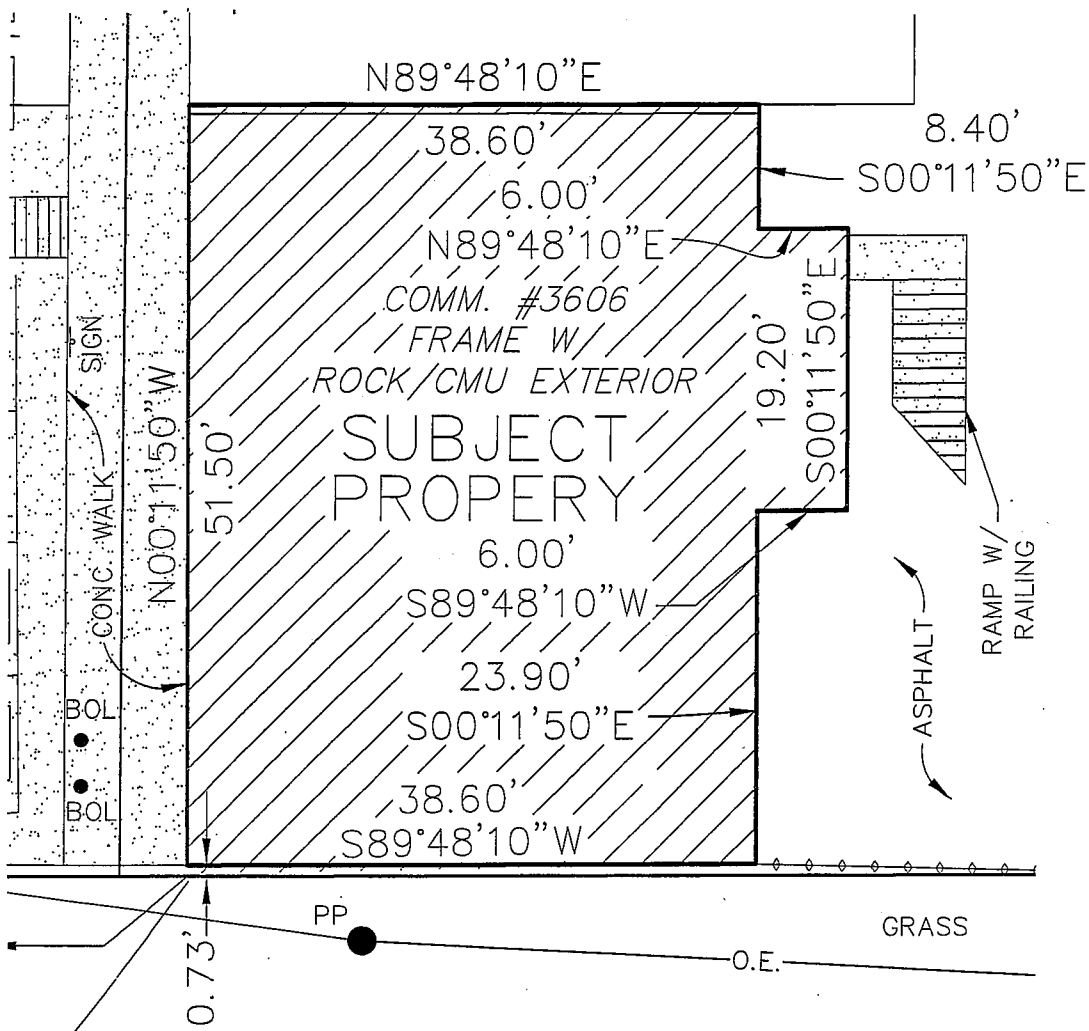 N89°48'10"E
38.60'
8.40'
S00°11'50"E
6.00'
N89°48'10"E
COMM. #3606
FRAME W
ROCK/CMU EXTERIOR
SUBJECT
PROPERY
19.20'
S00°11'50"E
SIGN
CONC. WALK
N00°11'50"W
51.50'
6.00'
S89°48'10"W
RAMP W/
RAILING
ASPHALT
23.90'
S00°11'50"E
BOL
BOL
38.60'
S89°48'10"W
0.73'
PP
GRASS
O.E.